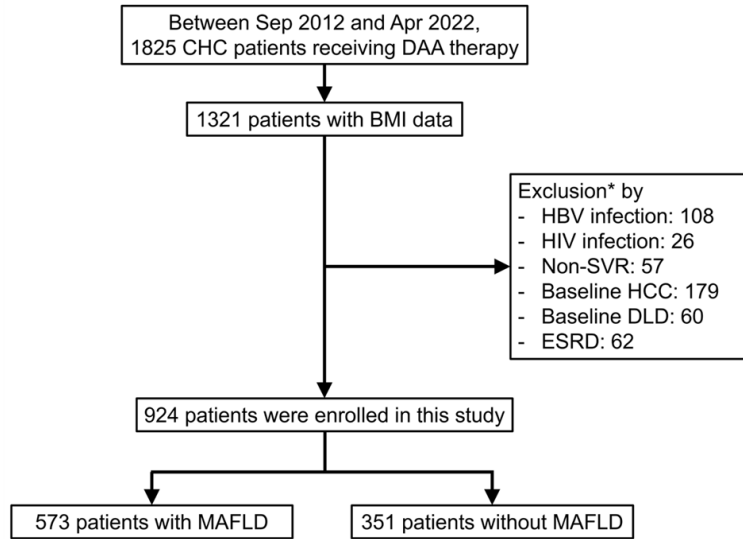 Between Sep 2012 and Apr 2022,
1825 CHC patients receiving DAA therapy
1321 patients with BMI data
Exclusion* by
- HBV infection: 108
- HIV infection: 26
- Non-SVR: 57
- Baseline HCC: 179
- Baseline DLD: 60
- ESRD: 62
924 patients were enrolled in this study
573 patients with MAFLD
351 patients without MAFLD